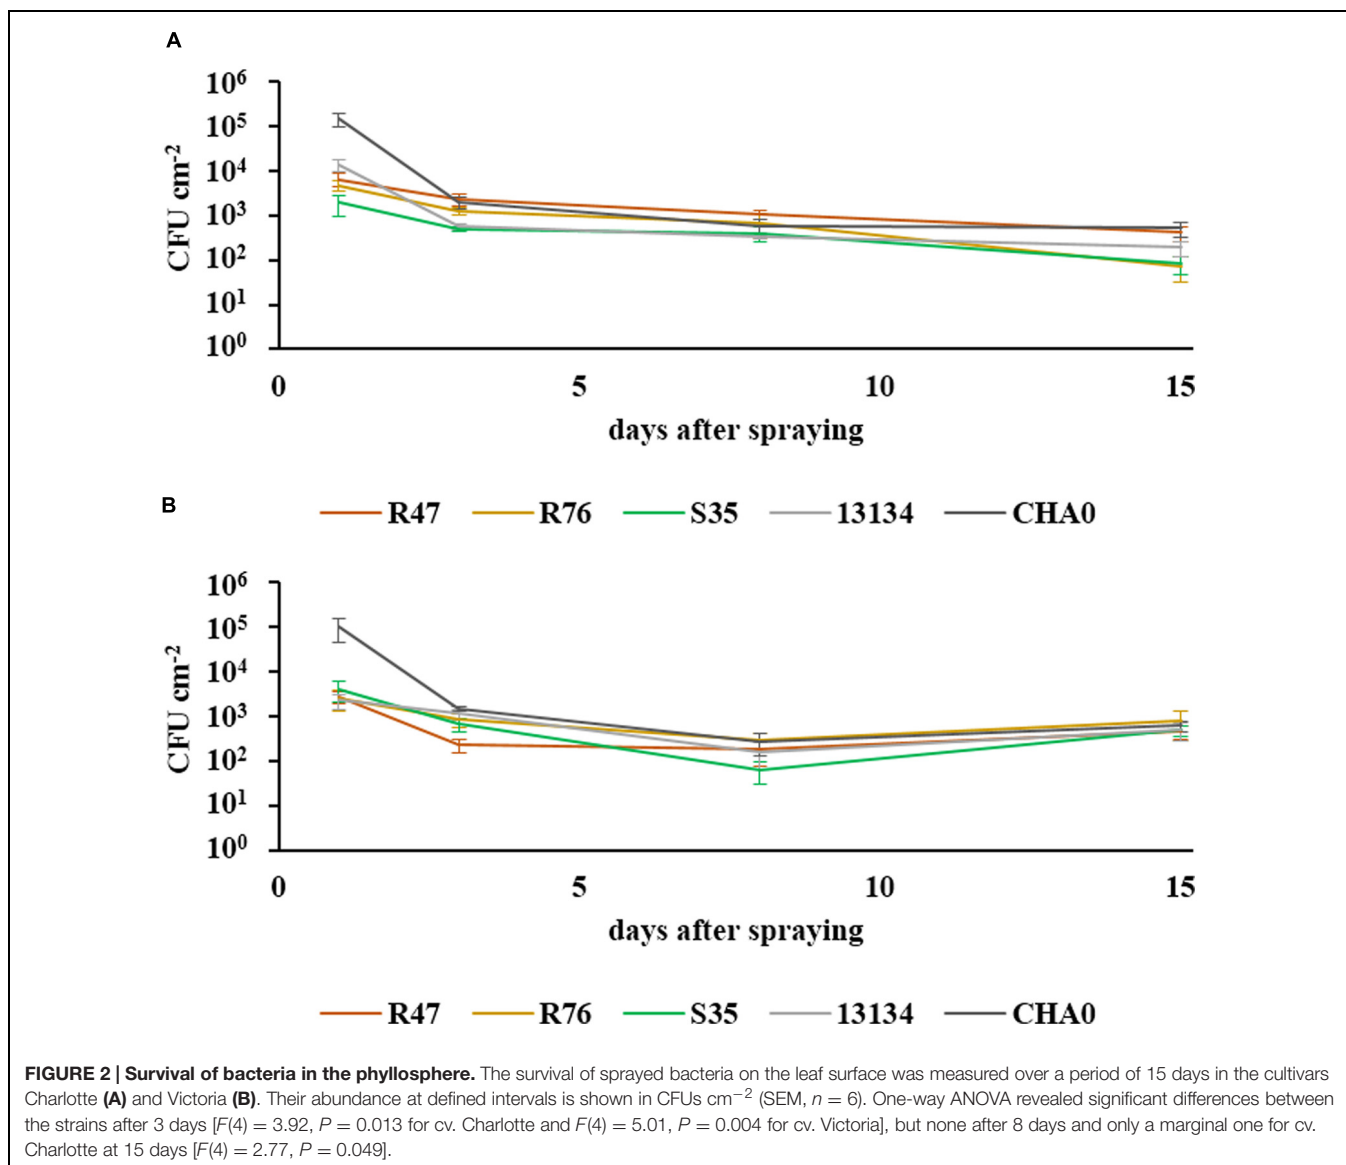 A
10⁶
10⁵
10⁴
10³
10²
10¹
10⁰
CFU cm⁻²
0 5 10 15
days after spraying
R47 R76 S35 13134 CHA0
B
10⁶
10⁵
10⁴
10³
10²
10¹
10⁰
CFU cm⁻²
0 5 10 15
days after spraying
R47 R76 S35 13134 CHA0
FIGURE 2 | Survival of bacteria in the phyllosphere. The survival of sprayed bacteria on the leaf surface was measured over a period of 15 days in the cultivars
Charlotte (A) and Victoria (B). Their abundance at defined intervals is shown in CFUs cm⁻² (SEM, n = 6). One-way ANOVA revealed significant differences between
the strains after 3 days [F(4) = 3.92, P = 0.013 for cv. Charlotte and F(4) = 5.01, P = 0.004 for cv. Victoria], but none after 8 days and only a marginal one for cv.
Charlotte at 15 days [F(4) = 2.77, P = 0.049].